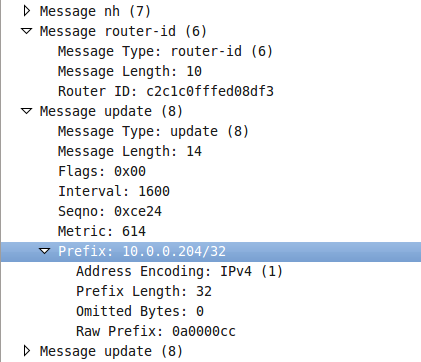 Message nh (7)
Message router-id (6)
Message Type: router-id (6)
Message Length: 10
Router ID: c2c1c0fffed08df3
Message update (8)
Message Type: update (8)
Message Length: 14
Flags: 0x00
Interval: 1600
Seqno: 0xce24
Metric: 614
Prefix: 10.0.0.204/32
Address Encoding: IPv4 (1)
Prefix Length: 32
Omitted Bytes: 0
Raw Prefix: 0a0000cc
Message update (8)